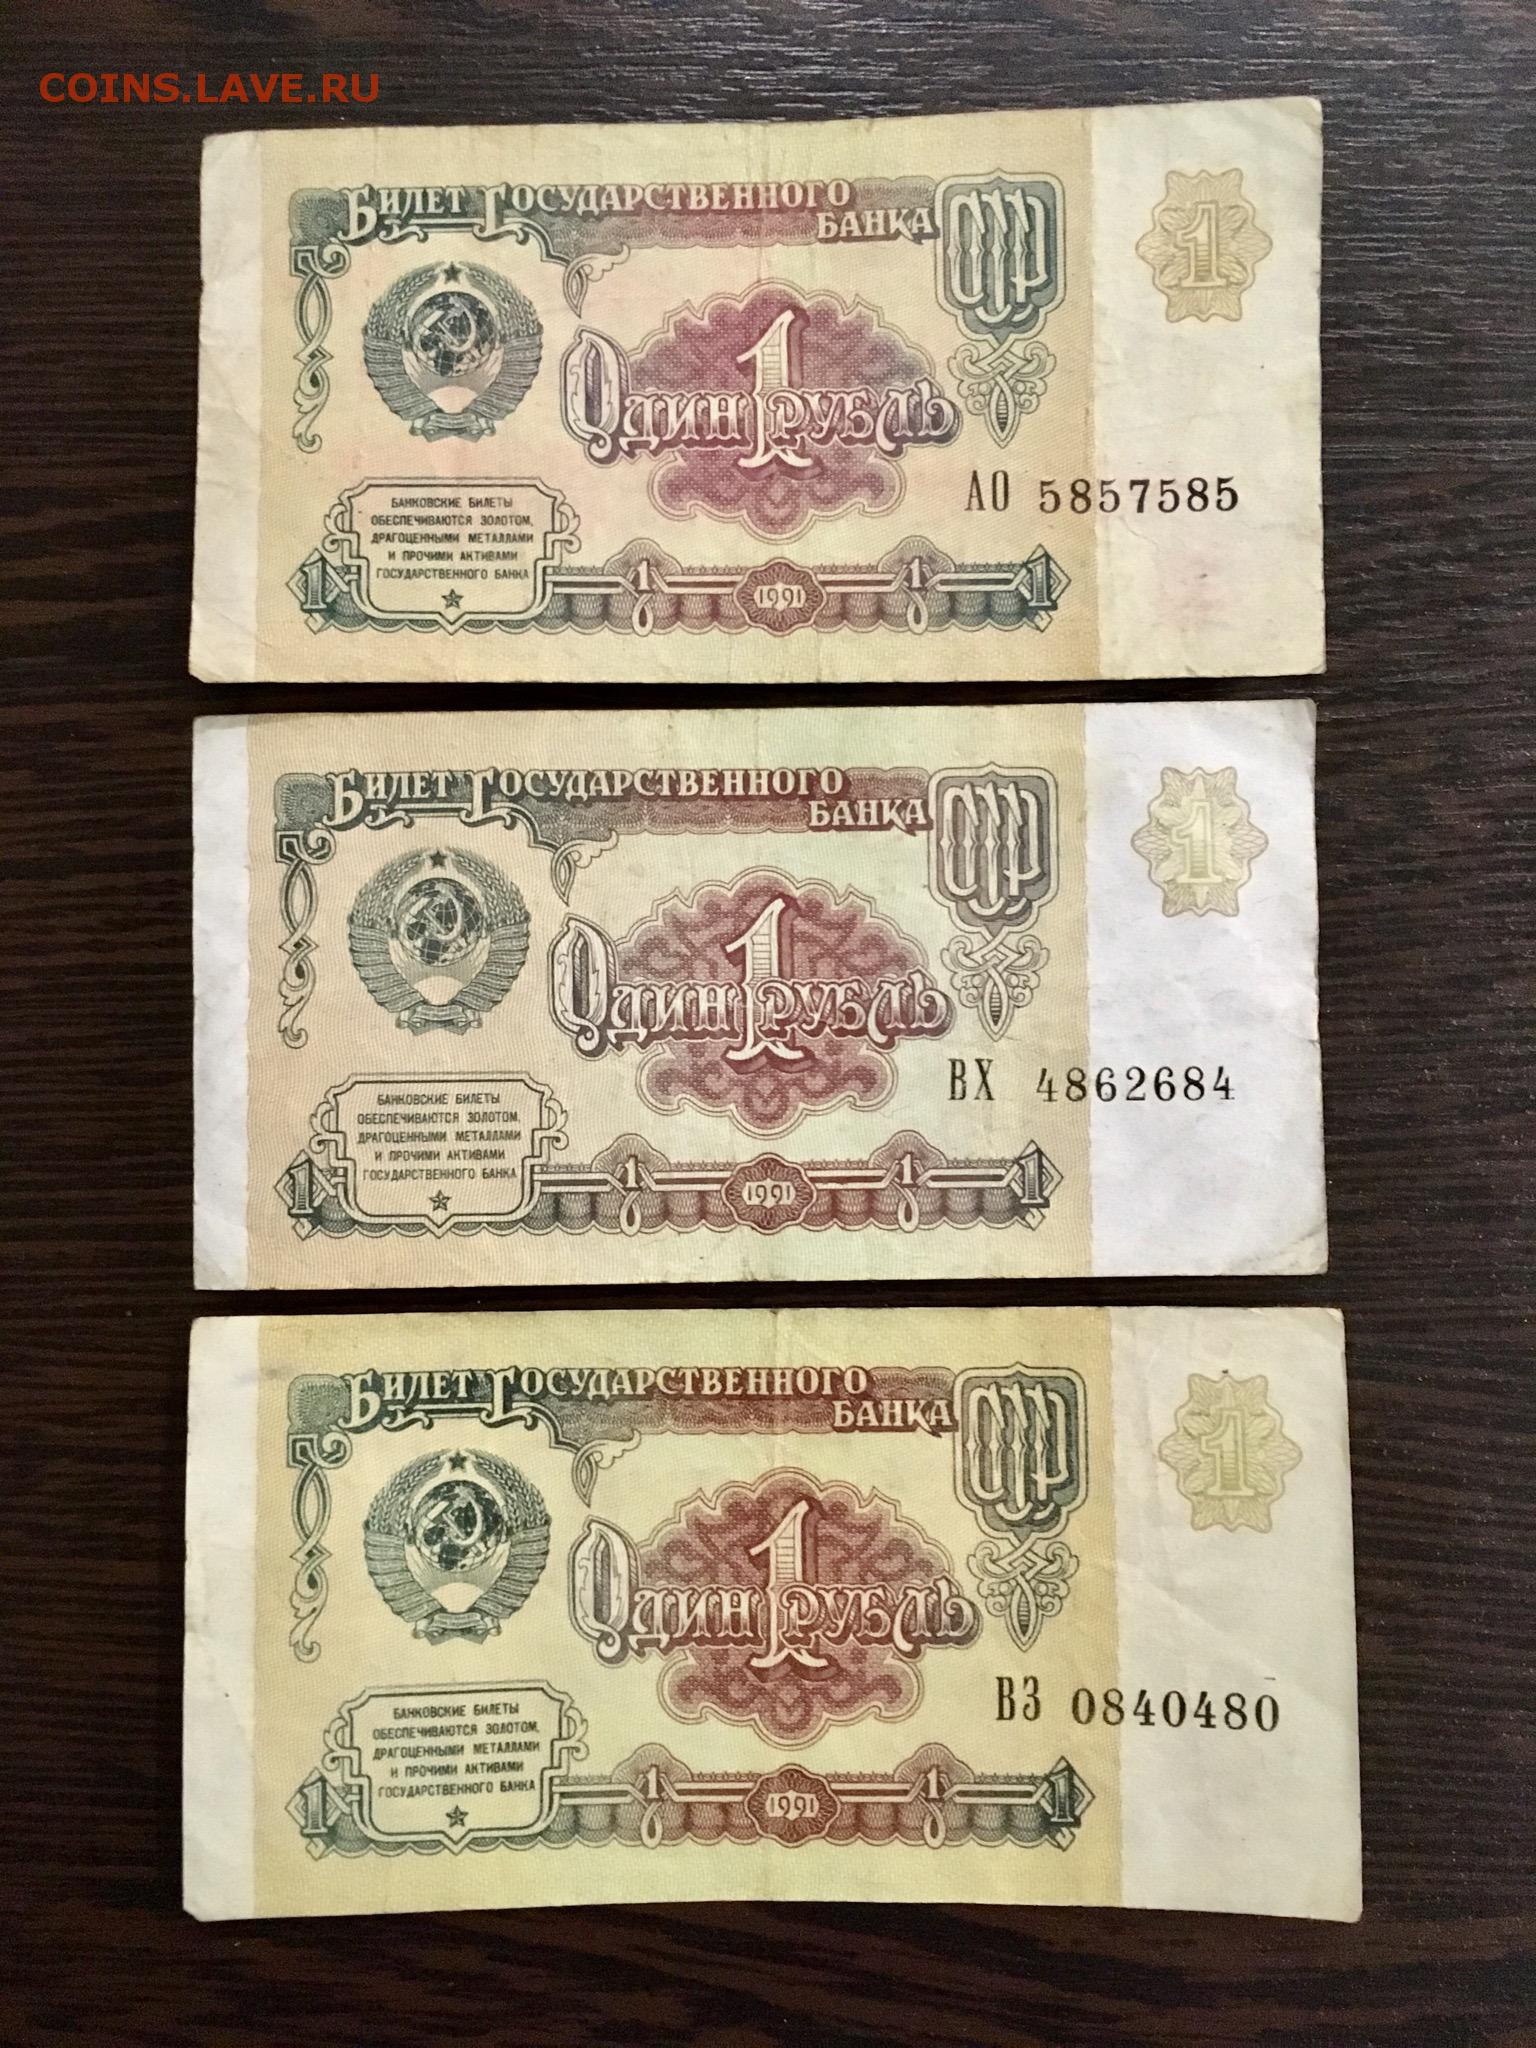 COINS.LAVE.RU
БИЛЕТ ГОСУДАРСТВЕННОГО
БАНКА СССР
1
1
ОДИН РУБЛЬ
АО 5857585
БАНКОВСКИЕ БИЛЕТЫ
ОБЕСПЕЧИВАЮТСЯ ЗОЛОТОМ,
ДРАГОЦЕННЫМИ МЕТАЛЛАМИ
И ПРОЧИМИ АКТИВАМИ
ГОСУДАРСТВЕННОГО БАНКА
1 1 1991 1 1
БИЛЕТ ГОСУДАРСТВЕННОГО
БАНКА СССР
1
1
ОДИН РУБЛЬ
ВХ 4862684
БАНКОВСКИЕ БИЛЕТЫ
ОБЕСПЕЧИВАЮТСЯ ЗОЛОТОМ,
ДРАГОЦЕННЫМИ МЕТАЛЛАМИ
И ПРОЧИМИ АКТИВАМИ
ГОСУДАРСТВЕННОГО БАНКА
1 1 1991 1 1
БИЛЕТ ГОСУДАРСТВЕННОГО
БАНКА СССР
1
1
ОДИН РУБЛЬ
ВЗ 0840480
БАНКОВСКИЕ БИЛЕТЫ
ОБЕСПЕЧИВАЮТСЯ ЗОЛОТОМ,
ДРАГОЦЕННЫМИ МЕТАЛЛАМИ
И ПРОЧИМИ АКТИВАМИ
ГОСУДАРСТВЕННОГО БАНКА
1 1 1991 1 1